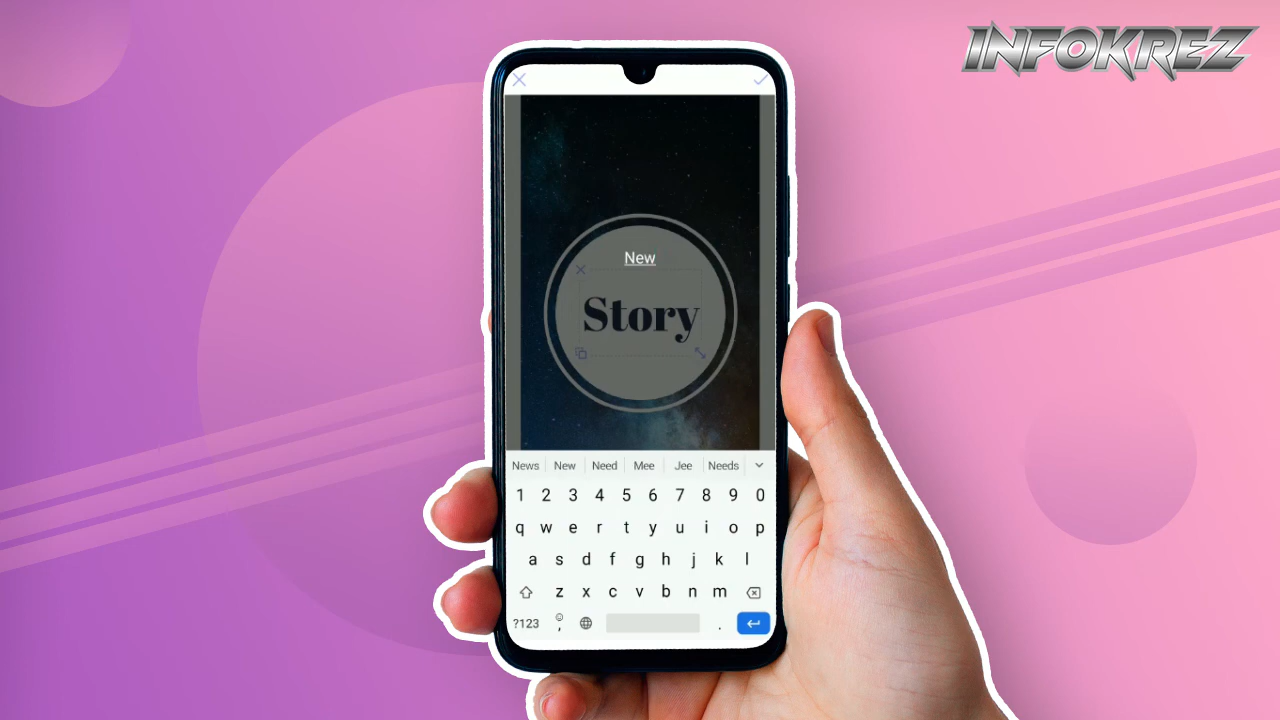 INFOKREZ
New
Story
News New Need Mee Jee Needs
1 2 3 4 5 6 7 8 9 0
q w e r t y u i o p
a s d f g h j k l
z x c v b n m
?123 , .